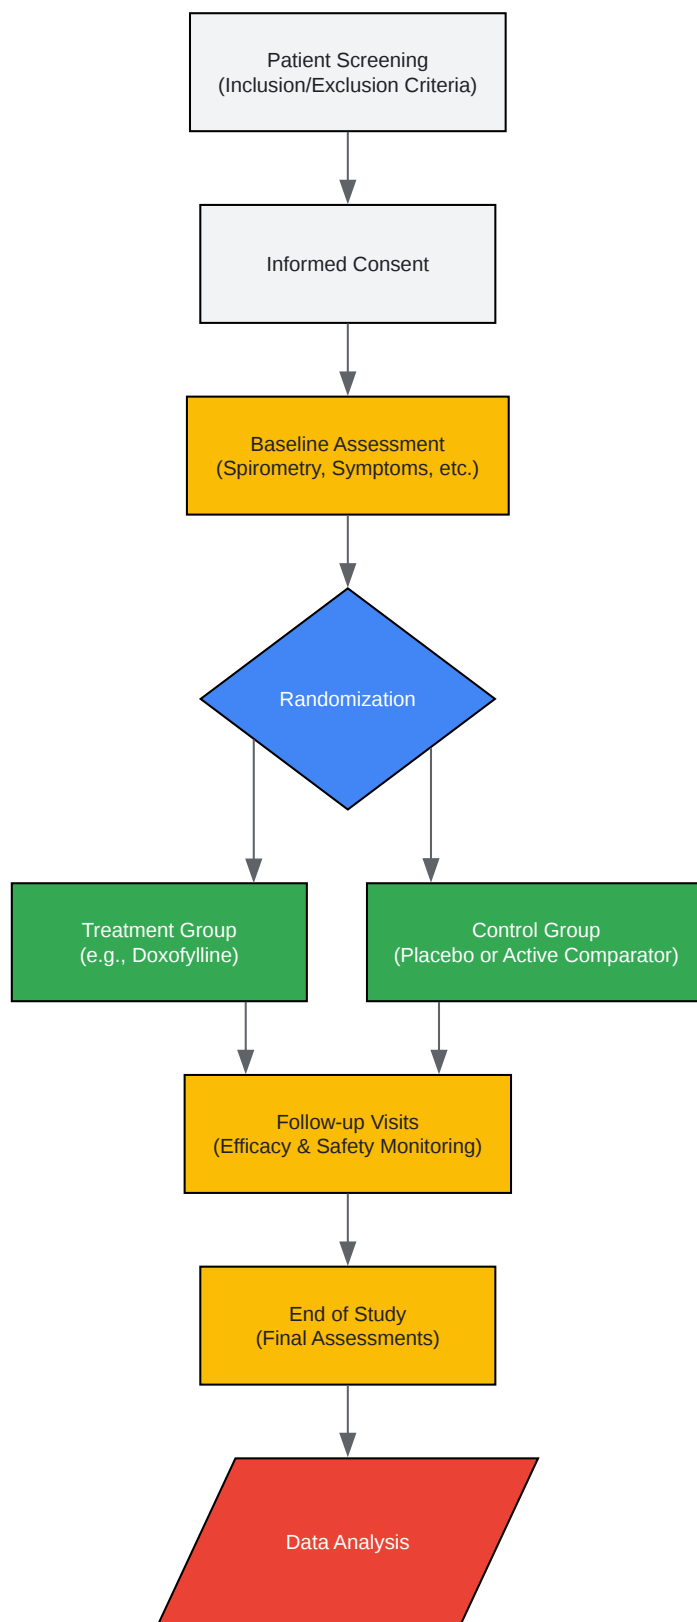 Patient Screening
(Inclusion/Exclusion Criteria)
Informed Consent
Baseline Assessment
(Spirometry, Symptoms, etc.)
Randomization
Treatment Group
(e.g., Doxofylline)
Control Group
(Placebo or Active Comparator)
Follow-up Visits
(Efficacy & Safety Monitoring)
End of Study
(Final Assessments)
Data Analysis